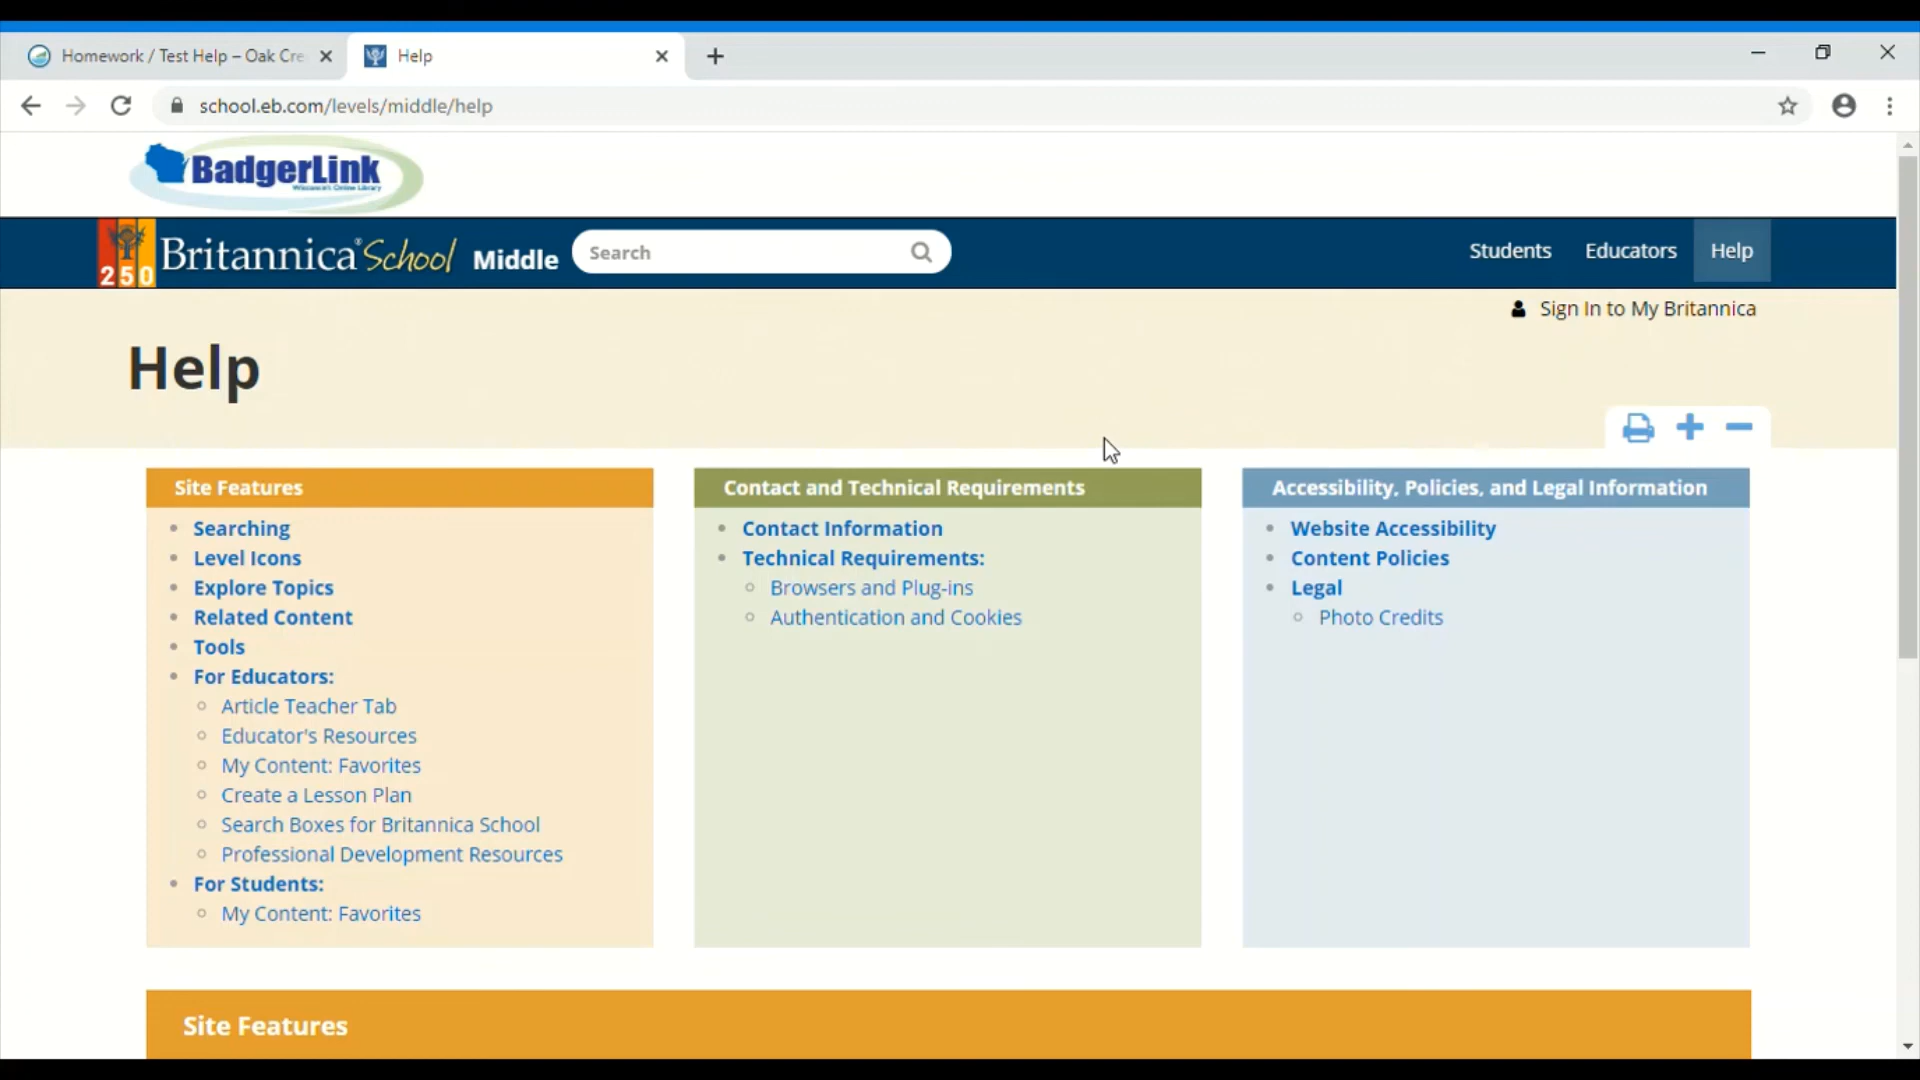 Homework / Test Help – Oak Cre
Help
school.eb.com/levels/middle/help
BadgerLink
Wisconsin's Online Library
250
Britannica® School Middle
Search
Students Educators Help
Sign In to My Britannica
Help
Site Features
Searching
Level Icons
Explore Topics
Related Content
Tools
For Educators:
Article Teacher Tab
Educator's Resources
My Content: Favorites
Create a Lesson Plan
Search Boxes for Britannica School
Professional Development Resources
For Students:
My Content: Favorites
Contact and Technical Requirements
Contact Information
Technical Requirements:
Browsers and Plug-ins
Authentication and Cookies
Accessibility, Policies, and Legal Information
Website Accessibility
Content Policies
Legal
Photo Credits
Site Features